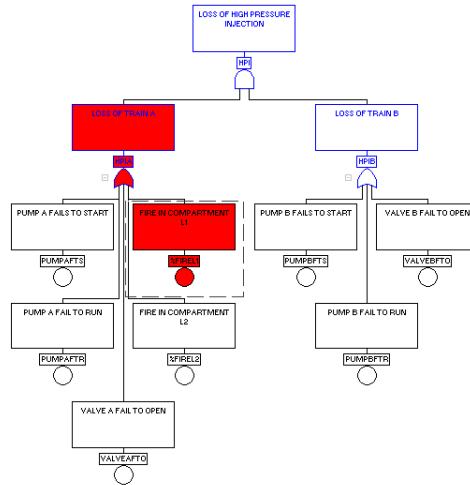 LOSS OF HIGH PRESSURE
INJECTION
HPI
LOSS OF TRAIN A
HPIA
LOSS OF TRAIN B
HPIB
PUMP A FAILS TO START
PUMPAFTS
FIRE IN COMPARTMENT
L1
%FIREL1
PUMP B FAILS TO START
PUMPBFTS
VALVE B FAIL TO OPEN
VALVEBFTO
PUMP A FAIL TO RUN
PUMPAFTR
FIRE IN COMPARTMENT
L2
%FIREL2
PUMP B FAIL TO RUN
PUMPBFTR
VALVE A FAIL TO OPEN
VALVEAFTO